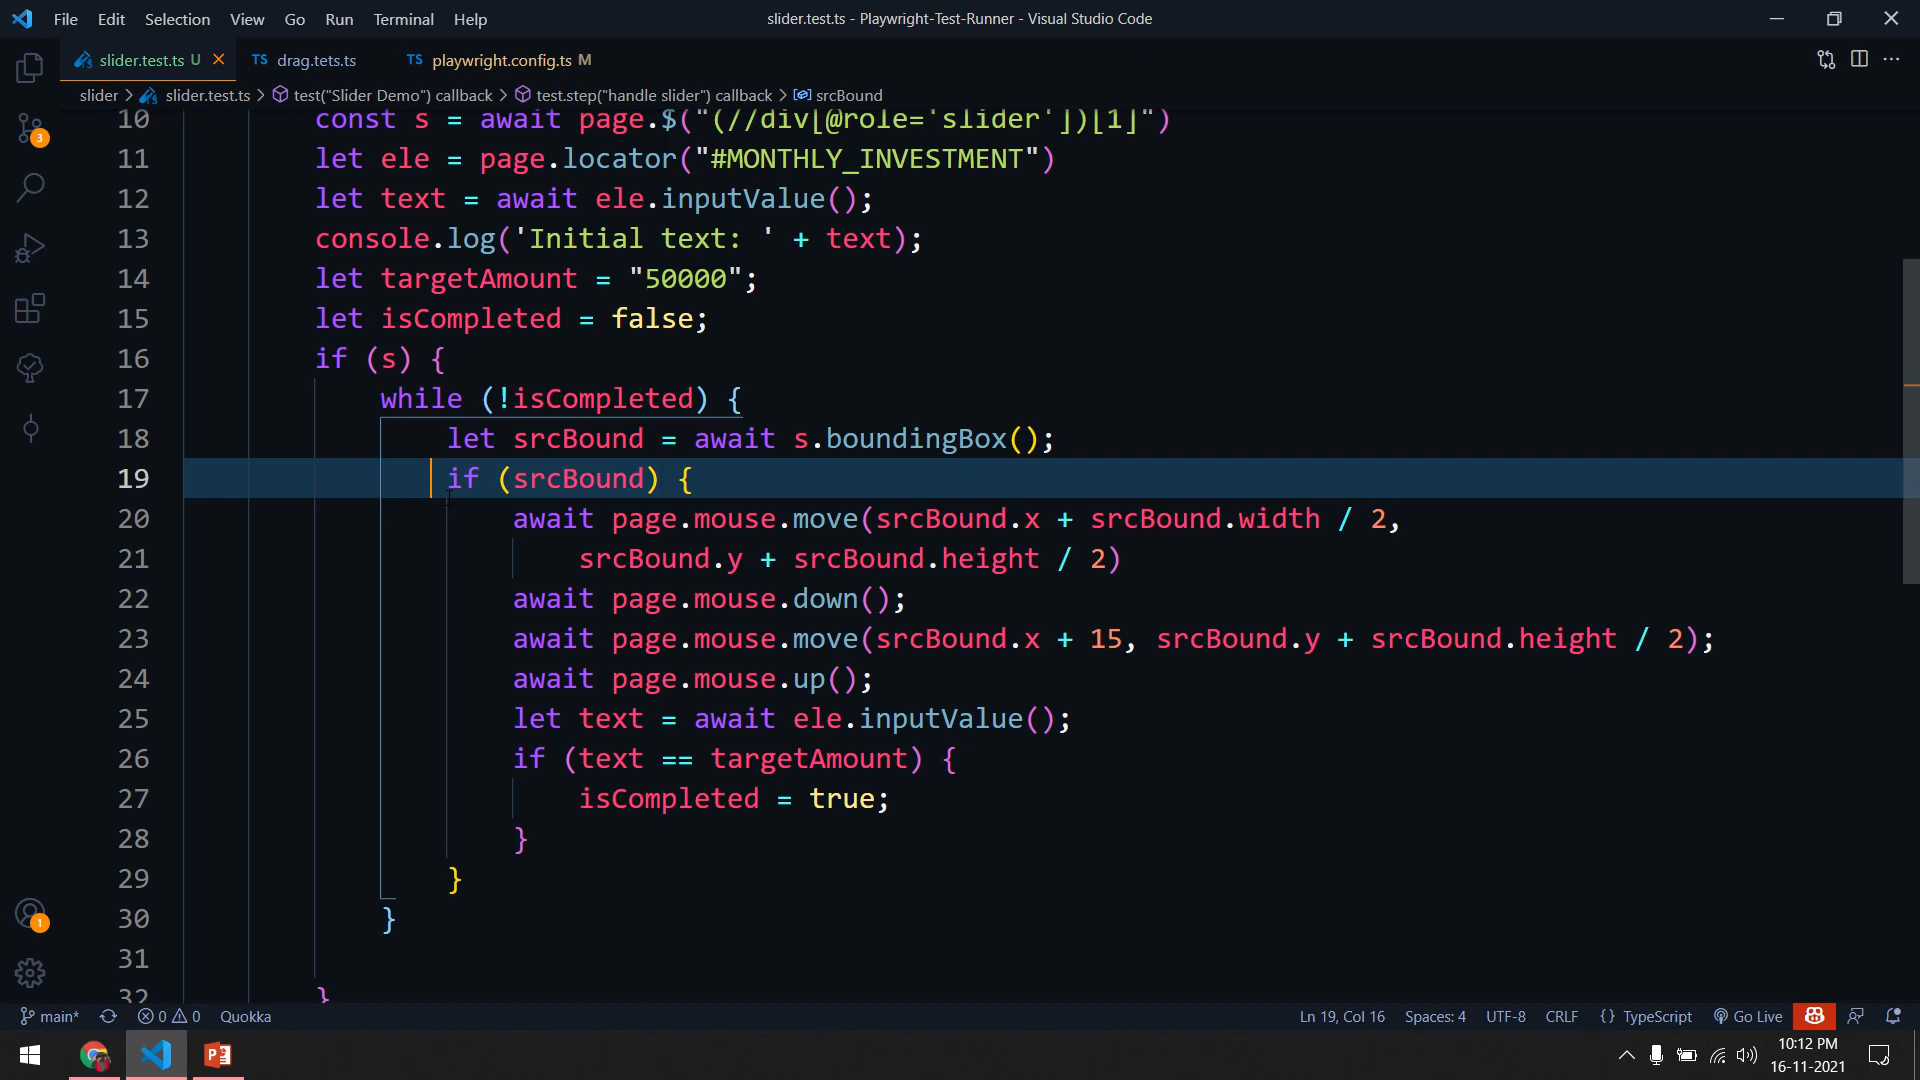 File Edit Selection View Go Run Terminal Help
slider.test.ts - Playwright-Test-Runner - Visual Studio Code
slider.test.ts U
TS drag.tets.ts
TS playwright.config.ts M
slider > slider.test.ts > test("Slider Demo") callback > test.step("handle slider") callback > srcBound
10 const s = await page.$("(//div[@role='slider'])[1]")
11 let ele = page.locator("#MONTHLY_INVESTMENT")
12 let text = await ele.inputValue();
13 console.log('Initial text: ' + text);
14 let targetAmount = "50000";
15 let isCompleted = false;
16 if (s) {
17 while (!isCompleted) {
18 let srcBound = await s.boundingBox();
19 if (srcBound) {
20 await page.mouse.move(srcBound.x + srcBound.width / 2,
21 srcBound.y + srcBound.height / 2)
22 await page.mouse.down();
23 await page.mouse.move(srcBound.x + 15, srcBound.y + srcBound.height / 2);
24 await page.mouse.up();
25 let text = await ele.inputValue();
26 if (text == targetAmount) {
27 isCompleted = true;
28 }
29 }
30 }
31
32 }
3
1
main* 0 0 Quokka
Ln 19, Col 16 Spaces: 4 UTF-8 CRLF {} TypeScript Go Live
10:12 PM
16-11-2021